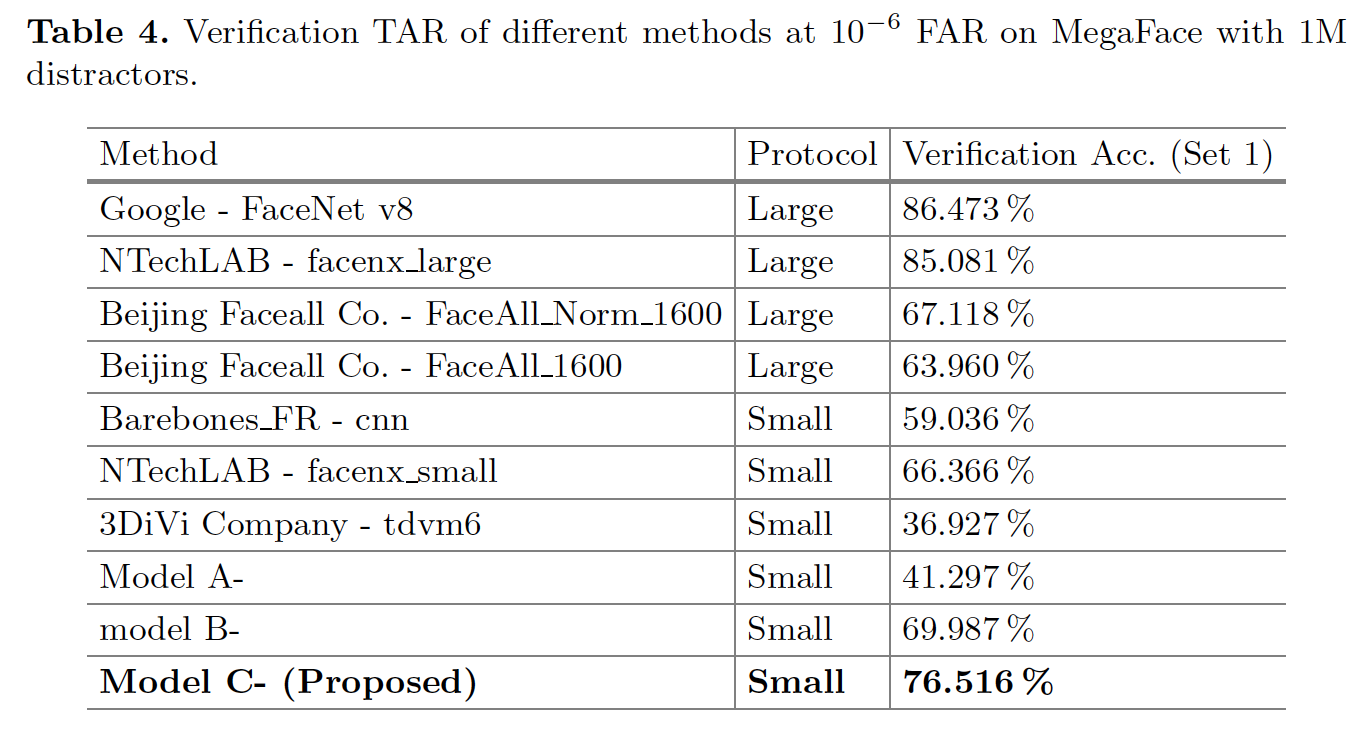 Table 4. Verification TAR of different methods at 10⁻⁶ FAR on MegaFace with 1M
distractors.
Method Protocol Verification Acc. (Set 1)
Google - FaceNet v8 Large 86.473 %
NTechLAB - facenx_large Large 85.081 %
Beijing Faceall Co. - FaceAll_Norm_1600 Large 67.118 %
Beijing Faceall Co. - FaceAll_1600 Large 63.960 %
Barebones_FR - cnn Small 59.036 %
NTechLAB - facenx_small Small 66.366 %
3DiVi Company - tdvm6 Small 36.927 %
Model A- Small 41.297 %
model B- Small 69.987 %
Model C- (Proposed) Small 76.516 %